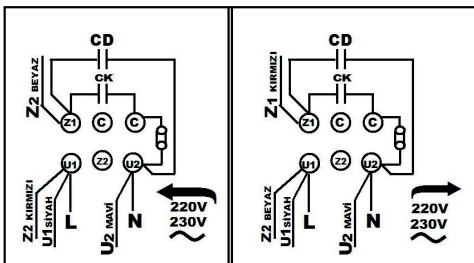 CD
CK
Z2 BEYAZ
Z1
C
C
U1
Z2
U2
Z2 KIRMIZI
U1 SİYAH
L
U2 MAVİ
N
220V
230V
CD
CK
Z1 KIRMIZI
Z1
C
C
U1
Z2
U2
Z2 BEYAZ
U1 SİYAH
L
U2 MAVİ
N
220V
230V